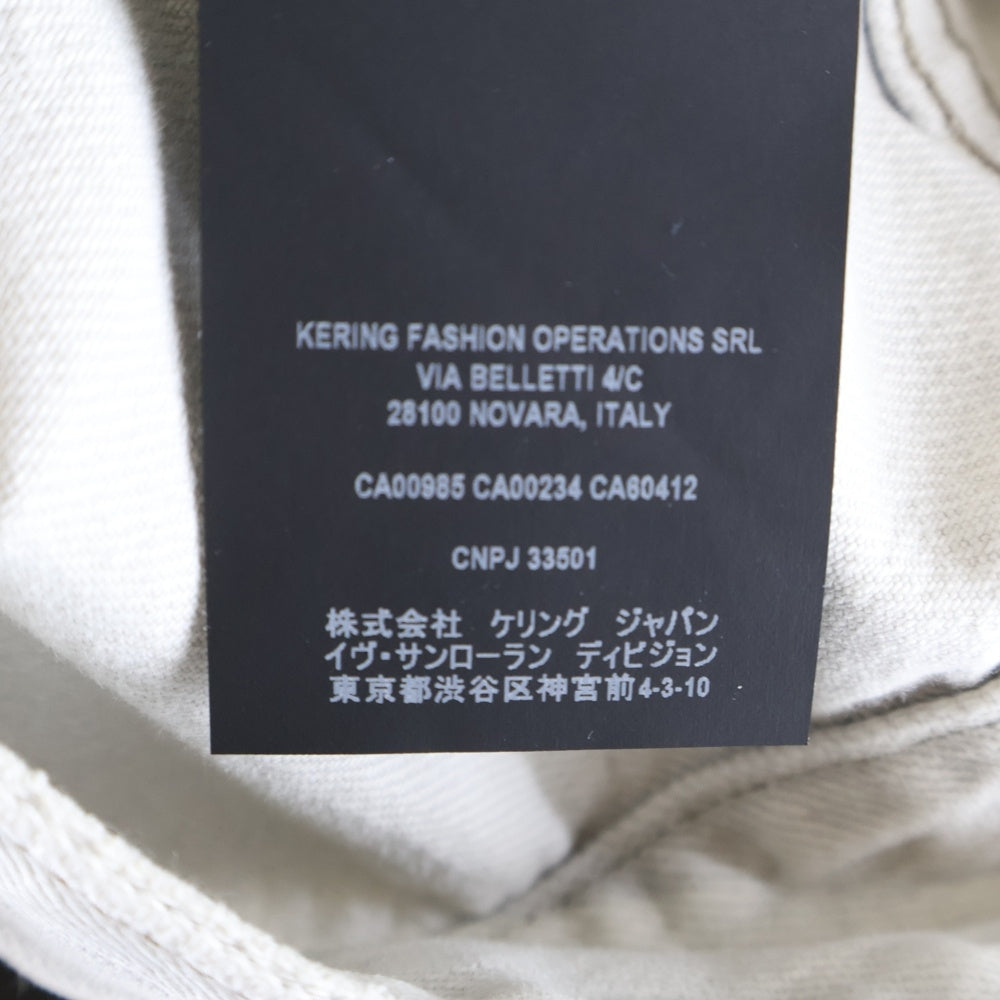 KERING FASHION OPERATIONS SRL
VIA BELLETTI 4/C
28100 NOVARA, ITALY
CA00985 CA00234 CA60412
CNPJ 33501
株式会社 ケリング ジャパン
イヴ・サンローラン ディビジョン
東京都渋谷区神宮前4-3-10